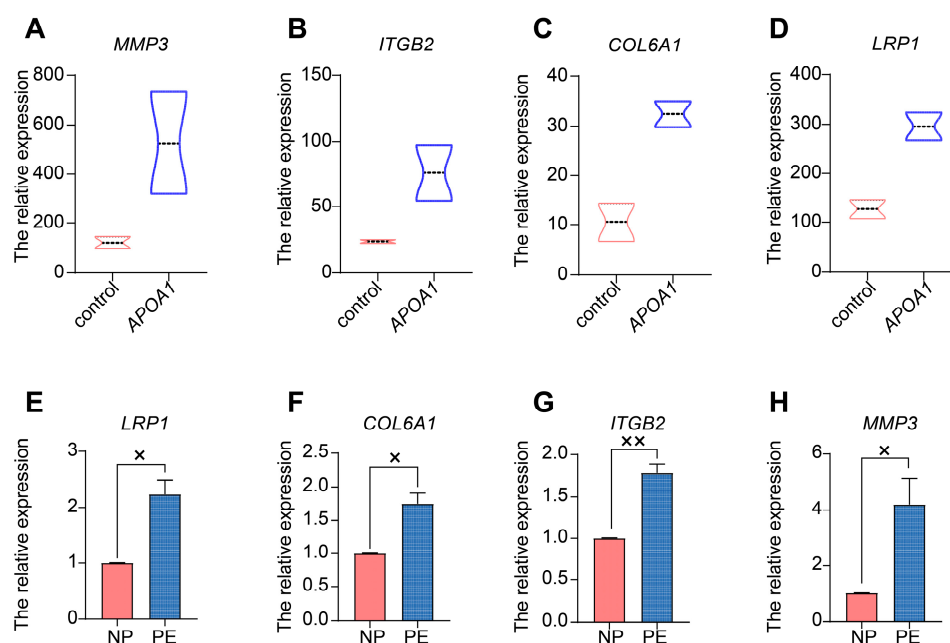 A
MMP3
The relative expression
800
600
400
200
0
control
APOA1
B
ITGB2
The relative expression
150
100
50
0
control
APOA1
C
COL6A1
The relative expression
40
30
20
10
0
control
APOA1
D
LRP1
The relative expression
400
300
200
100
0
control
APOA1
E
LRP1
The relative expression
3
2
1
0
×
NP PE
F
COL6A1
The relative expression
2.5
2.0
1.5
1.0
0.5
0.0
×
NP PE
G
ITGB2
The relative expression
2.0
1.5
1.0
0.5
0.0
××
NP PE
H
MMP3
The relative expression
6
4
2
0
×
NP PE